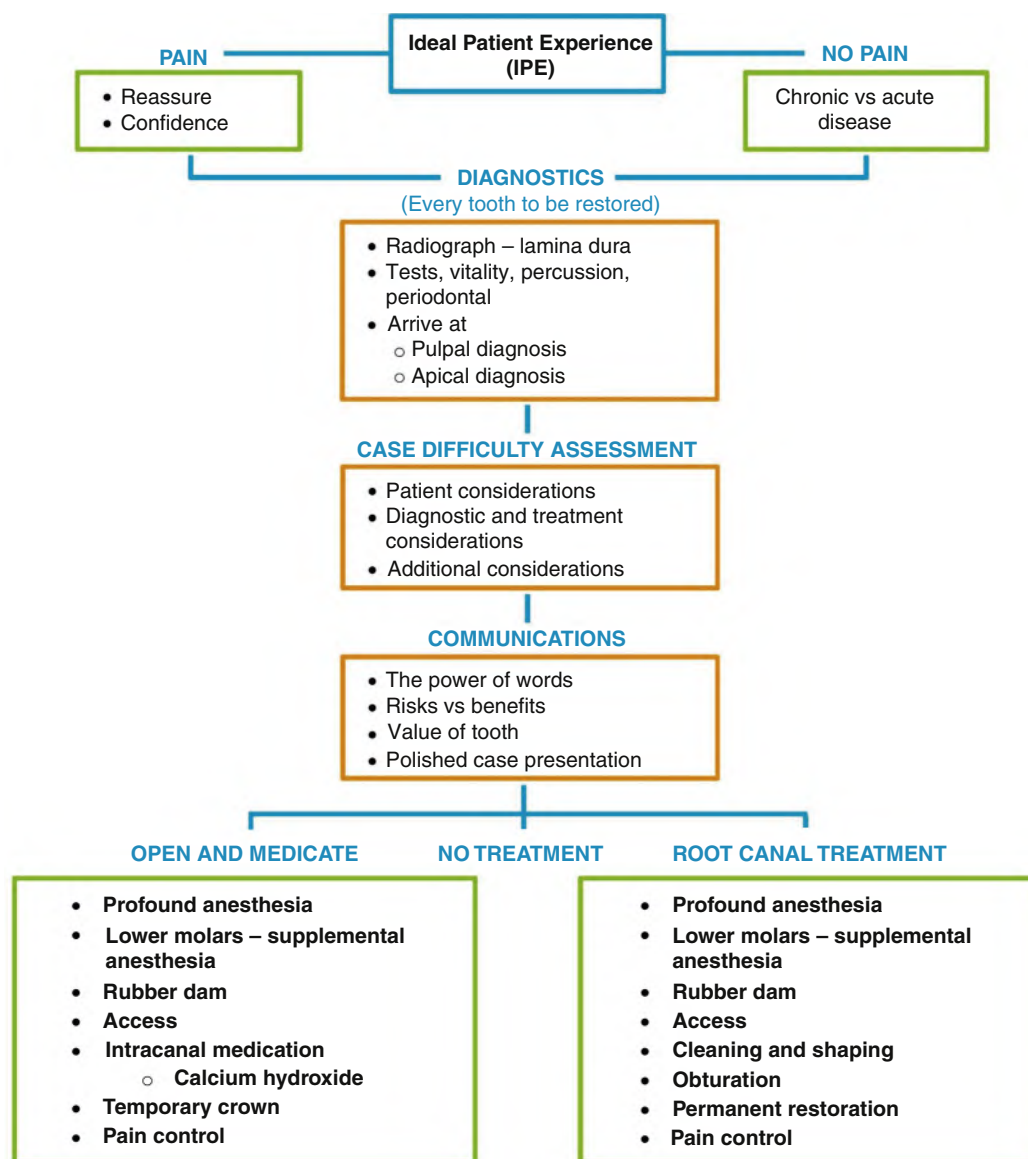 Ideal Patient Experience
(IPE)
PAIN
NO PAIN
• Reassure
• Confidence
Chronic vs acute
disease
DIAGNOSTICS
(Every tooth to be restored)
• Radiograph – lamina dura
• Tests, vitality, percussion,
periodontal
• Arrive at
○ Pulpal diagnosis
○ Apical diagnosis
CASE DIFFICULTY ASSESSMENT
• Patient considerations
• Diagnostic and treatment
considerations
• Additional considerations
COMMUNICATIONS
• The power of words
• Risks vs benefits
• Value of tooth
• Polished case presentation
OPEN AND MEDICATE
• Profound anesthesia
• Lower molars – supplemental
anesthesia
• Rubber dam
• Access
• Intracanal medication
○ Calcium hydroxide
• Temporary crown
• Pain control
NO TREATMENT
ROOT CANAL TREATMENT
• Profound anesthesia
• Lower molars – supplemental
anesthesia
• Rubber dam
• Access
• Cleaning and shaping
• Obturation
• Permanent restoration
• Pain control